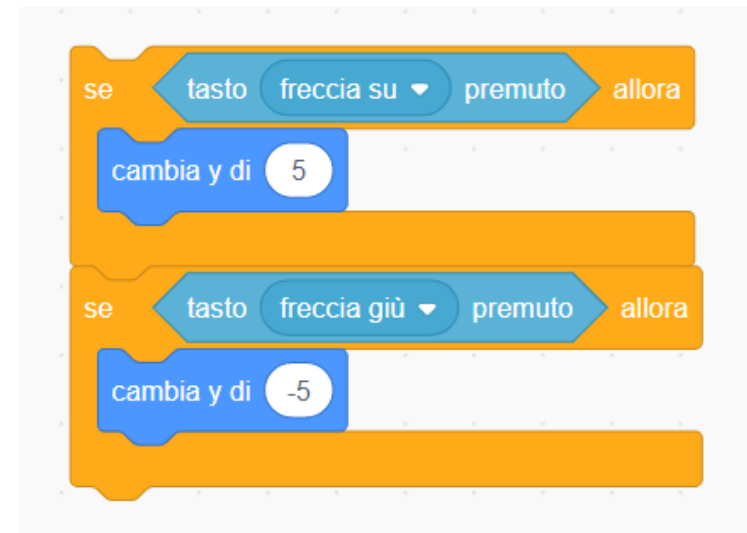 se tasto freccia su premuto allora
cambia y di 5
se tasto freccia giù premuto allora
cambia y di -5